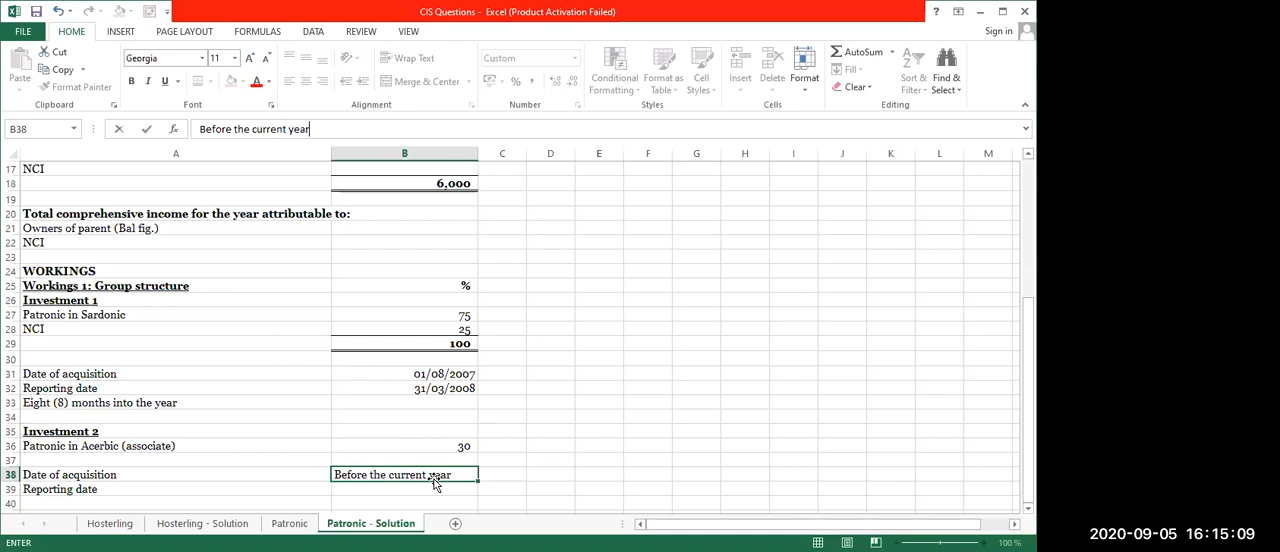 CIS Questions - Excel (Product Activation Failed)
FILE HOME INSERT PAGE LAYOUT FORMULAS DATA REVIEW VIEW Sign in
Paste Cut Copy Format Painter Clipboard
Georgia 11 B I U A Font
Wrap Text Merge & Center Alignment
Custom % Number
Conditional Formatting Format as Table Cell Styles Styles
Insert Delete Format Cells
AutoSum Fill Clear Sort & Filter Find & Select Editing
B38 Before the current year
A B C D E F G H I J K L M
17 NCI
18 6,000
19
20 Total comprehensive income for the year attributable to:
21 Owners of parent (Bal fig.)
22 NCI
23
24 WORKINGS
25 Workings 1: Group structure %
26 Investment 1
27 Patronic in Sardonic 75
28 NCI 25
29 100
30
31 Date of acquisition 01/08/2007
32 Reporting date 31/03/2008
33 Eight (8) months into the year
34
35 Investment 2
36 Patronic in Acerbic (associate) 30
37
38 Date of acquisition Before the current year
39 Reporting date
40
Hosterling Hosterling - Solution Patronic Patronic - Solution
ENTER 100 %
2020-09-05 16:15:09